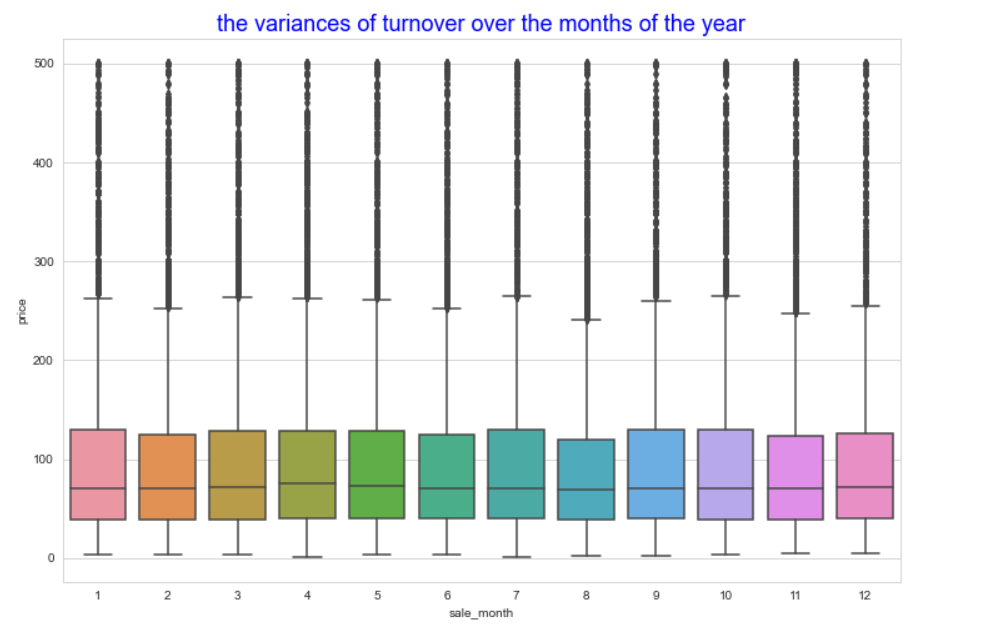 the variances of turnover over the months of the year
500
400
300
200
100
0
price
1 2 3 4 5 6 7 8 9 10 11 12
sale_month